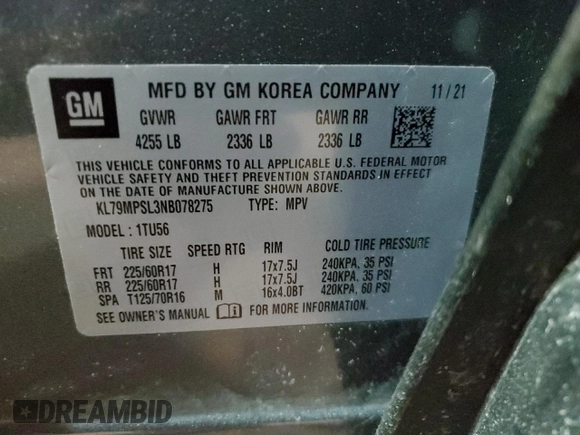 GM
MFD BY GM KOREA COMPANY 11/21
GVWR GAWR FRT GAWR RR
4255 LB 2336 LB 2336 LB
THIS VEHICLE CONFORMS TO ALL APPLICABLE U.S. FEDERAL MOTOR
VEHICLE SAFETY AND THEFT PREVENTION STANDARDS IN EFFECT
ON THE DATE OF MANUFACTURE SHOWN ABOVE.
KL79MPSL3NB078275 TYPE: MPV
MODEL : 1TU56
TIRE SIZE SPEED RTG RIM COLD TIRE PRESSURE
FRT 225/60R17 H 17x7.5J 240KPA, 35 PSI
RR 225/60R17 H 17x7.5J 240KPA, 35 PSI
SPA T125/70R16 M 16x4.0BT 420KPA, 60 PSI
SEE OWNER'S MANUAL FOR MORE INFORMATION.
DREAMBID